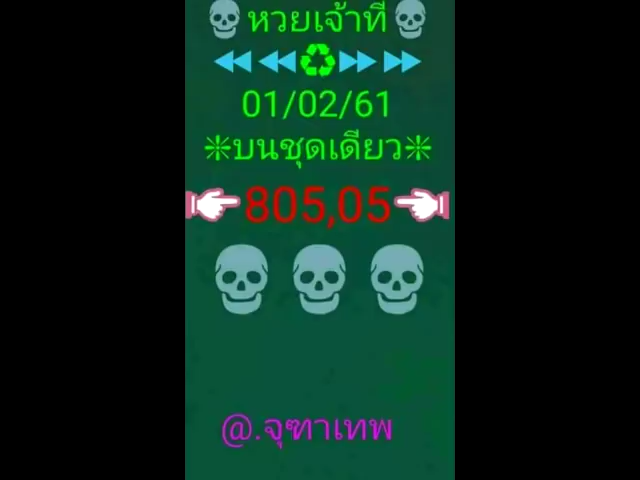 💀หวยเจ้าที่💀
⏪⏪♻⏩⏩
01/02/61
❇บนชุดเดียว❇
👉805,05👈
💀💀💀
@.จุฑาเทพ